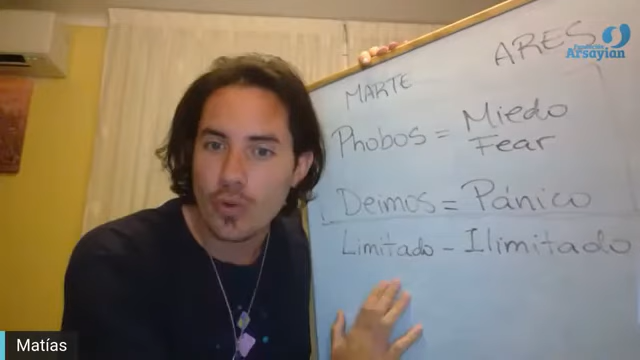 Fundación
Arsayian
ARES
MARTE
Phobos = Miedo
Fear
Deimos = Pánico
Limitado - Ilimitado
Matías